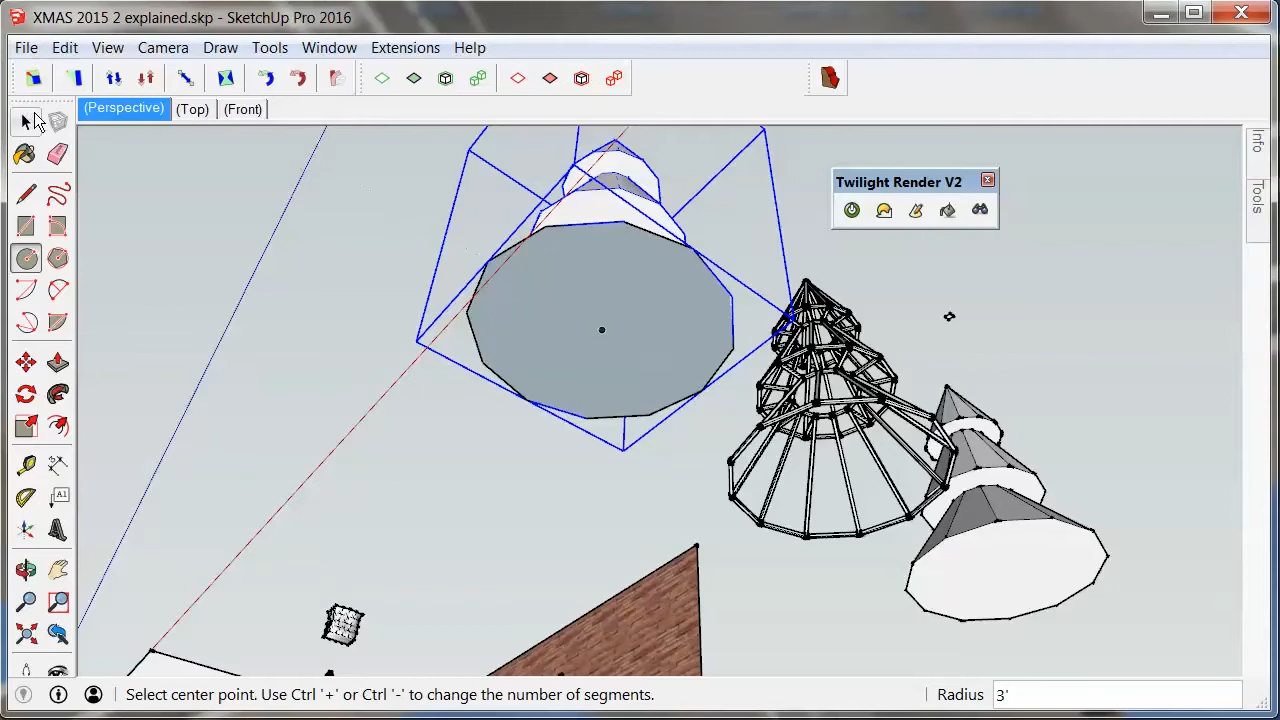 XMAS 2015 2 explained.skp - SketchUp Pro 2016
File Edit View Camera Draw Tools Window Extensions Help
(Perspective) (Top) (Front)
Info
Tools
Twilight Render V2
A1
Select center point. Use Ctrl '+' or Ctrl '-' to change the number of segments. Radius 3'